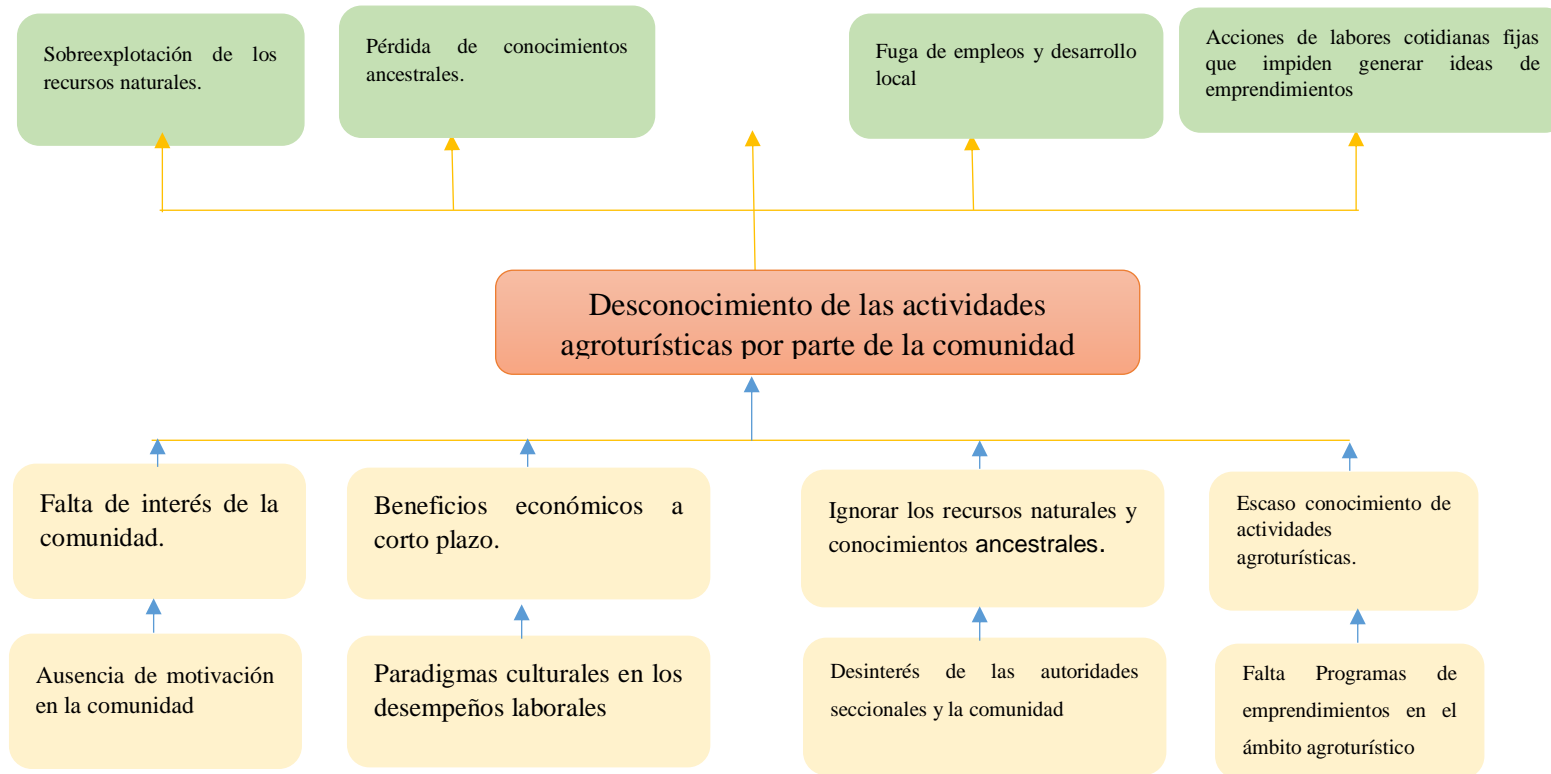 Sobreexplotación de los
recursos naturales.
Pérdida de conocimientos
ancestrales.
Fuga de empleos y desarrollo
local
Acciones de labores cotidianas fijas
que impiden generar ideas de
emprendimientos
Desconocimiento de las actividades
agroturísticas por parte de la comunidad
Falta de interés de la
comunidad.
Beneficios económicos a
corto plazo.
Ignorar los recursos naturales y
conocimientos ancestrales.
Escaso conocimiento de
actividades
agroturísticas.
Ausencia de motivación
en la comunidad
Paradigmas culturales en los
desempeños laborales
Desinterés de las autoridades
seccionales y la comunidad
Falta Programas de
emprendimientos en el
ámbito agroturístico